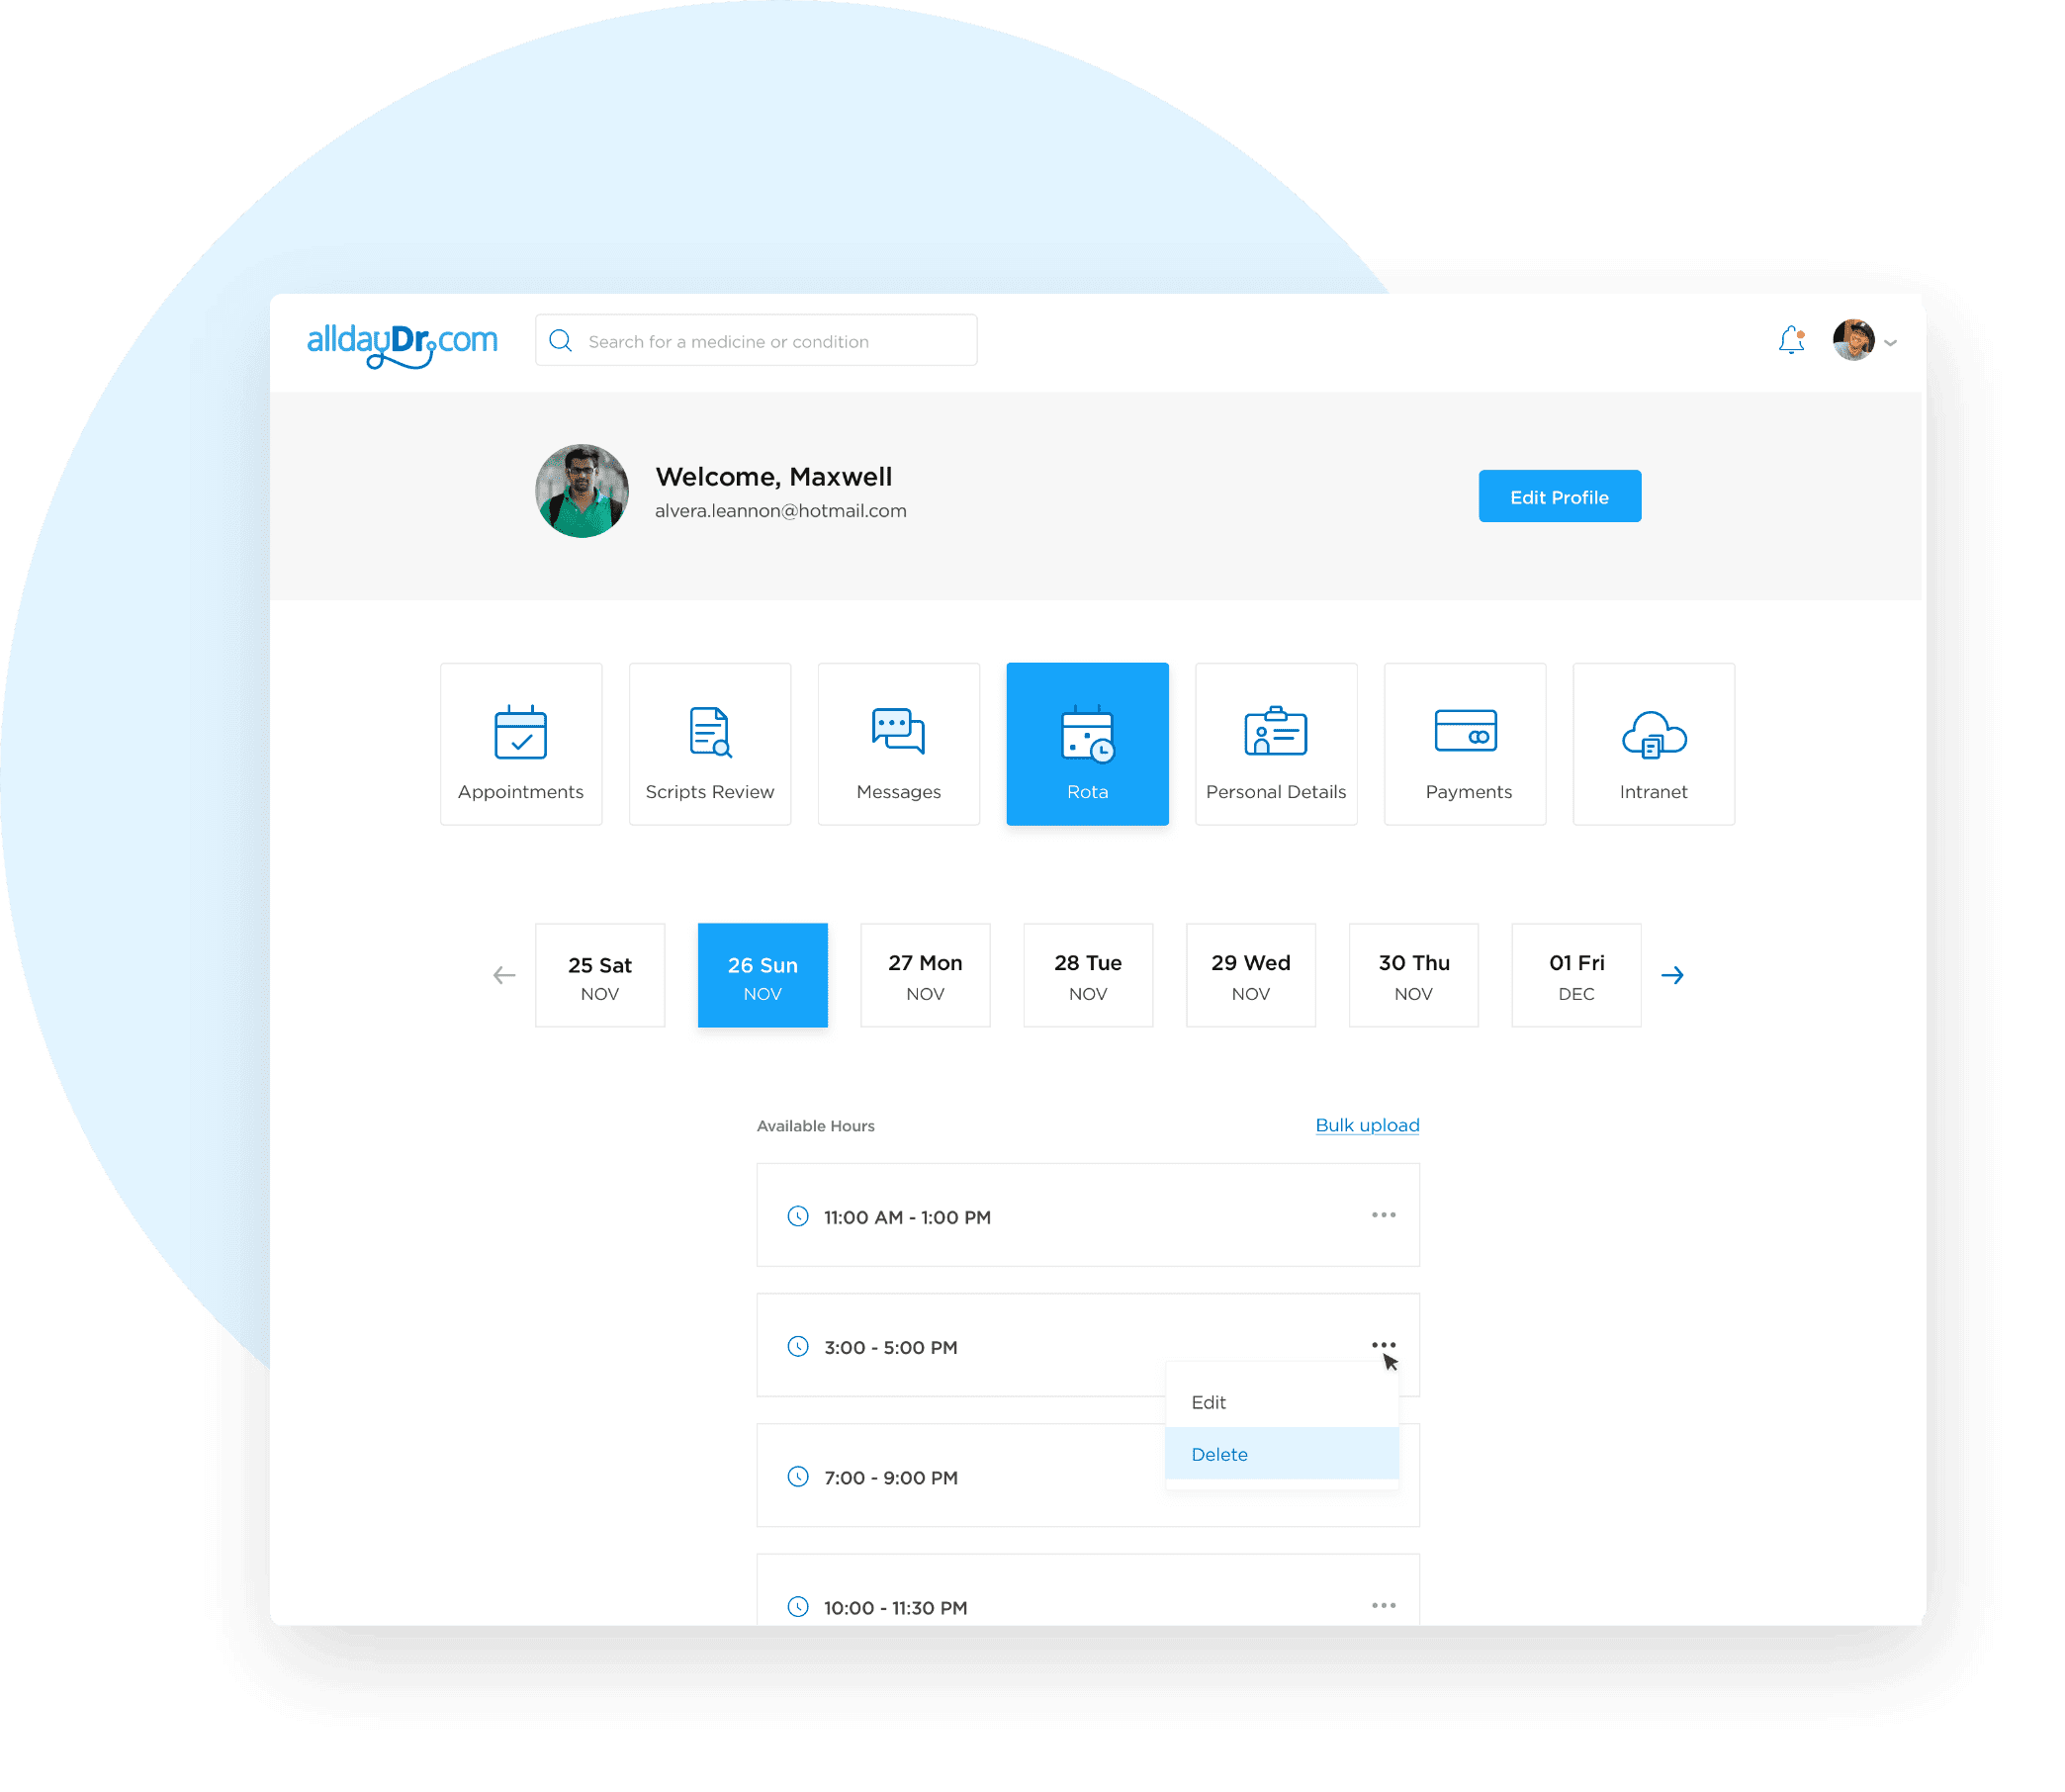 alldayDr.com
Search for a medicine or condition
Welcome, Maxwell
alvera.leannon@hotmail.com
Edit Profile
Appointments
Scripts Review
Messages
Rota
Personal Details
Payments
Intranet
25 Sat
NOV
26 Sun
NOV
27 Mon
NOV
28 Tue
NOV
29 Wed
NOV
30 Thu
NOV
01 Fri
DEC
Available Hours
Bulk upload
11:00 AM - 1:00 PM
3:00 - 5:00 PM
Edit
Delete
7:00 - 9:00 PM
10:00 - 11:30 PM